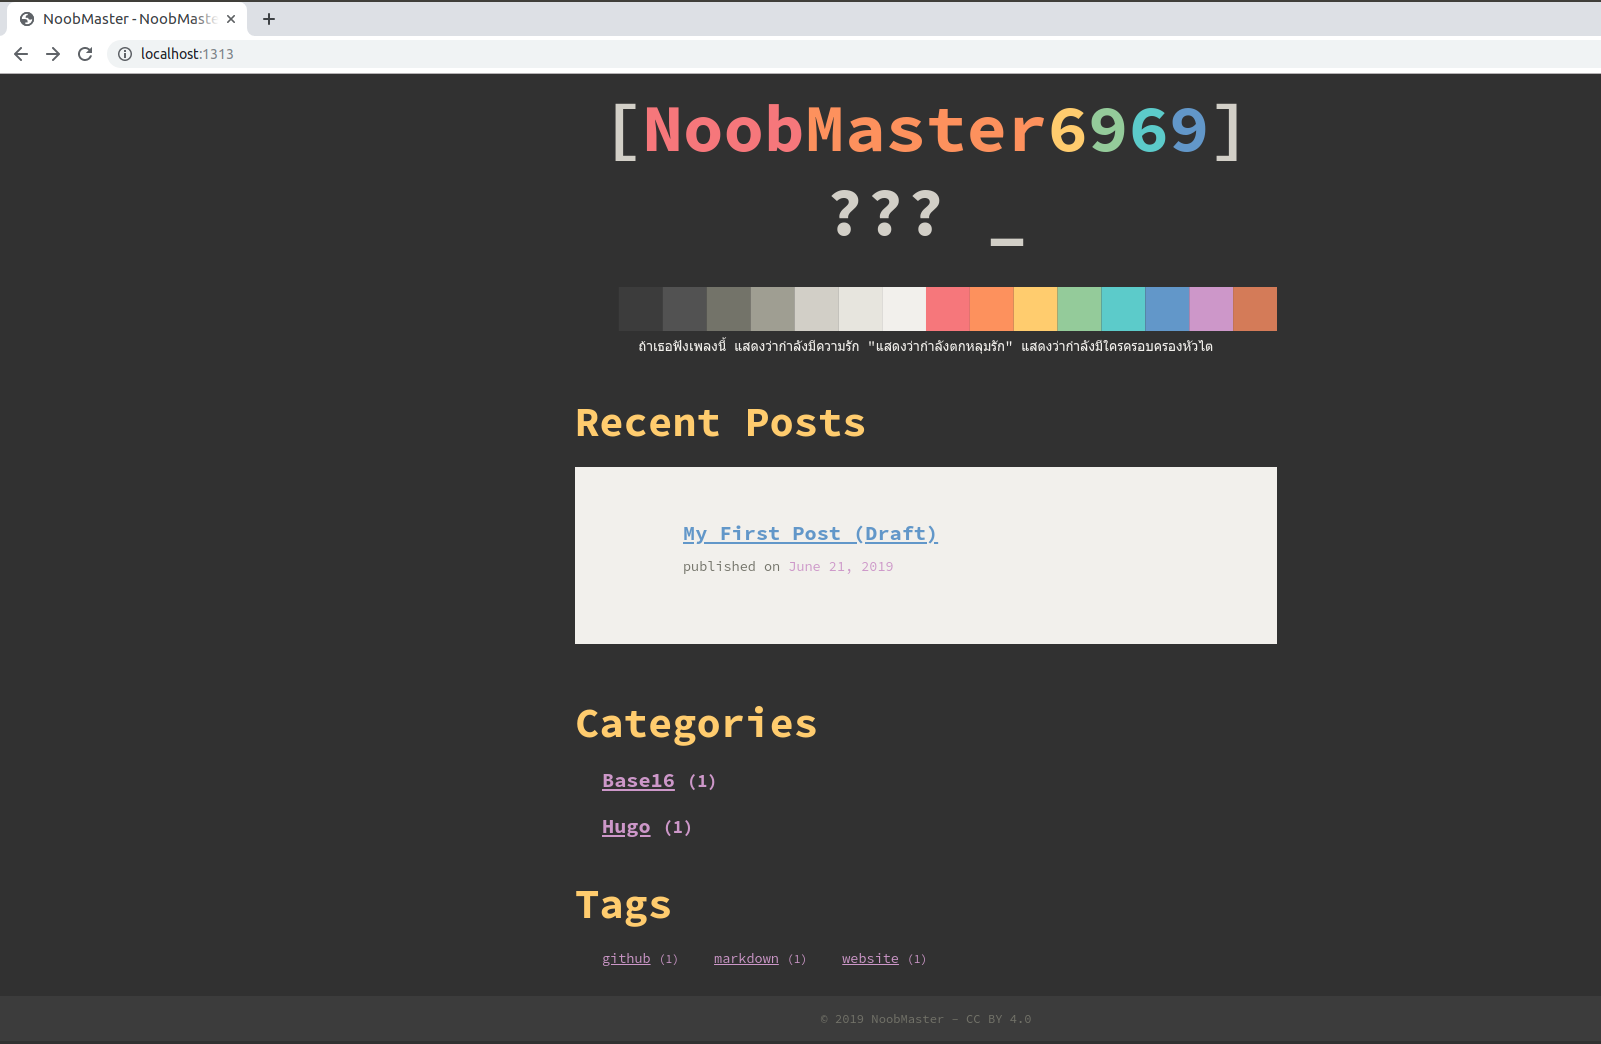 NoobMaster - NoobMaste
localhost:1313
[NoobMaster6969]
??? _
ถ้าเธอฟังเพลงนี้ แสดงว่ากำลังมีความรัก "แสดงว่ากำลังตกหลุมรัก" แสดงว่ากำลังมีใครครอบครองหัวใต
Recent Posts
My First Post (Draft)
published on June 21, 2019
Categories
Base16 (1)
Hugo (1)
Tags
github (1) markdown (1) website (1)
© 2019 NoobMaster – CC BY 4.0